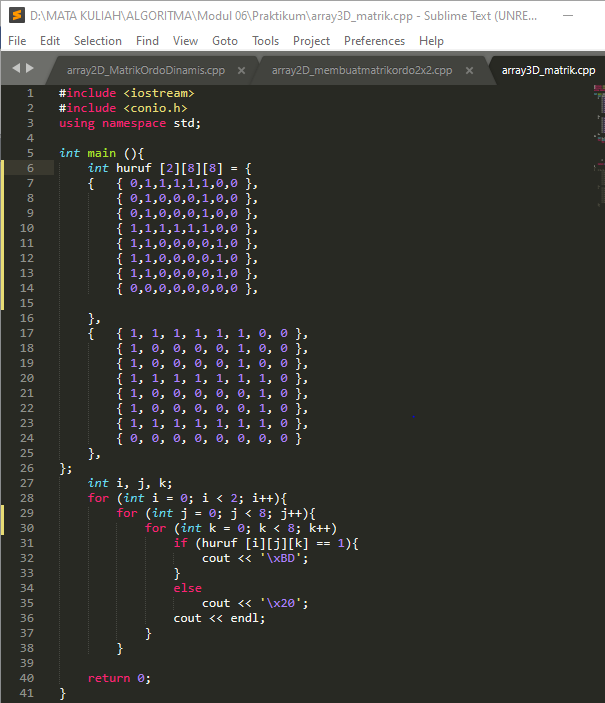 D:\MATA KULIAH\ALGORITMA\Modul 06\Praktikum\array3D_matrik.cpp - Sublime Text (UNRE...
File Edit Selection Find View Goto Tools Project Preferences Help
array2D_MatrikOrdoDinamis.cpp × array2D_membuatmatrikordo2x2.cpp × array3D_matrik.cpp
1 #include <iostream>
2 #include <conio.h>
3 using namespace std;
4
5 int main (){
6 int huruf [2][8][8] = {
7 { { 0,1,1,1,1,1,0,0 },
8 { 0,1,0,0,0,1,0,0 },
9 { 0,1,0,0,0,1,0,0 },
10 { 1,1,1,1,1,1,0,0 },
11 { 1,1,0,0,0,0,1,0 },
12 { 1,1,0,0,0,0,1,0 },
13 { 1,1,0,0,0,0,1,0 },
14 { 0,0,0,0,0,0,0,0 },
15
16 },
17 { { 1, 1, 1, 1, 1, 1, 0, 0 },
18 { 1, 0, 0, 0, 0, 1, 0, 0 },
19 { 1, 0, 0, 0, 0, 1, 0, 0 },
20 { 1, 1, 1, 1, 1, 1, 1, 0 },
21 { 1, 0, 0, 0, 0, 0, 1, 0 },
22 { 1, 0, 0, 0, 0, 0, 1, 0 },
23 { 1, 1, 1, 1, 1, 1, 1, 0 },
24 { 0, 0, 0, 0, 0, 0, 0, 0 }
25 },
26 };
27 int i, j, k;
28 for (int i = 0; i < 2; i++){
29 for (int j = 0; j < 8; j++){
30 for (int k = 0; k < 8; k++)
31 if (huruf [i][j][k] == 1){
32 cout << '\xBD';
33 }
34 else
35 cout << '\x20';
36 cout << endl;
37 }
38 }
39
40 return 0;
41 }